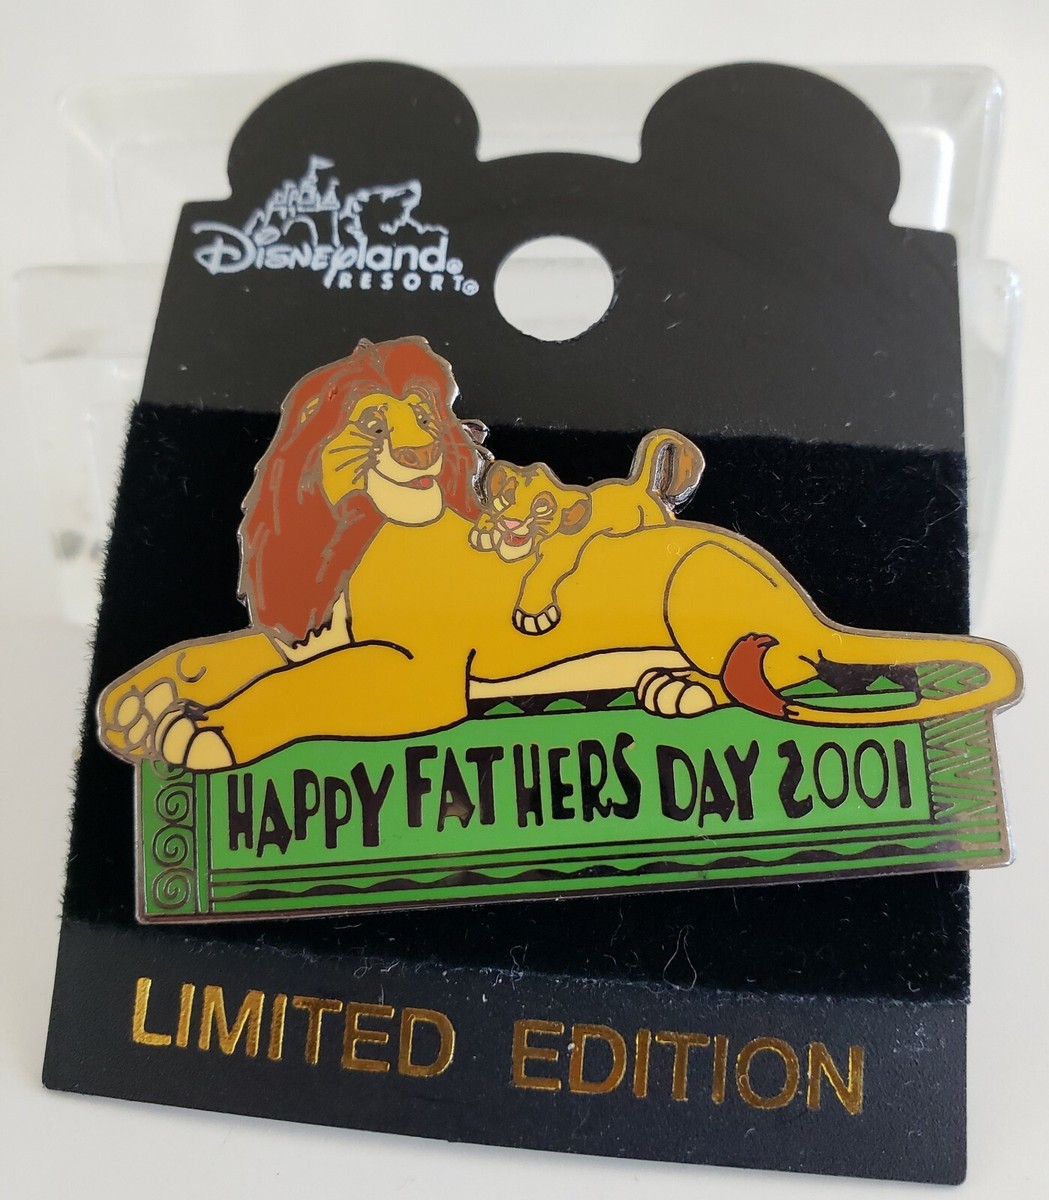 Disneyland®
RESORT®
HAPPY FATHERS DAY 2001
LIMITED EDITION